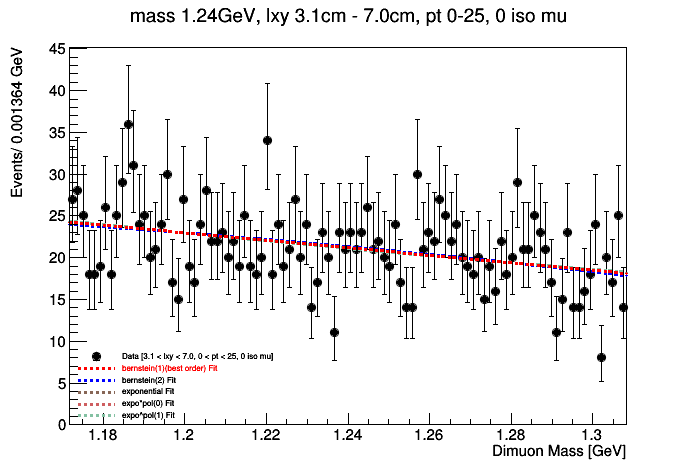 mass 1.24GeV, lxy 3.1cm - 7.0cm, pt 0-25, 0 iso mu
Events/ 0.001364 GeV
45
40
35
30
25
20
15
10
5
0
Data [3.1 < lxy < 7.0, 0 < pt < 25, 0 iso mu]
bernstein(1)(best order) Fit
bernstein(2) Fit
exponential Fit
expo*pol(0) Fit
expo*pol(1) Fit
1.18 1.2 1.22 1.24 1.26 1.28 1.3
Dimuon Mass [GeV]